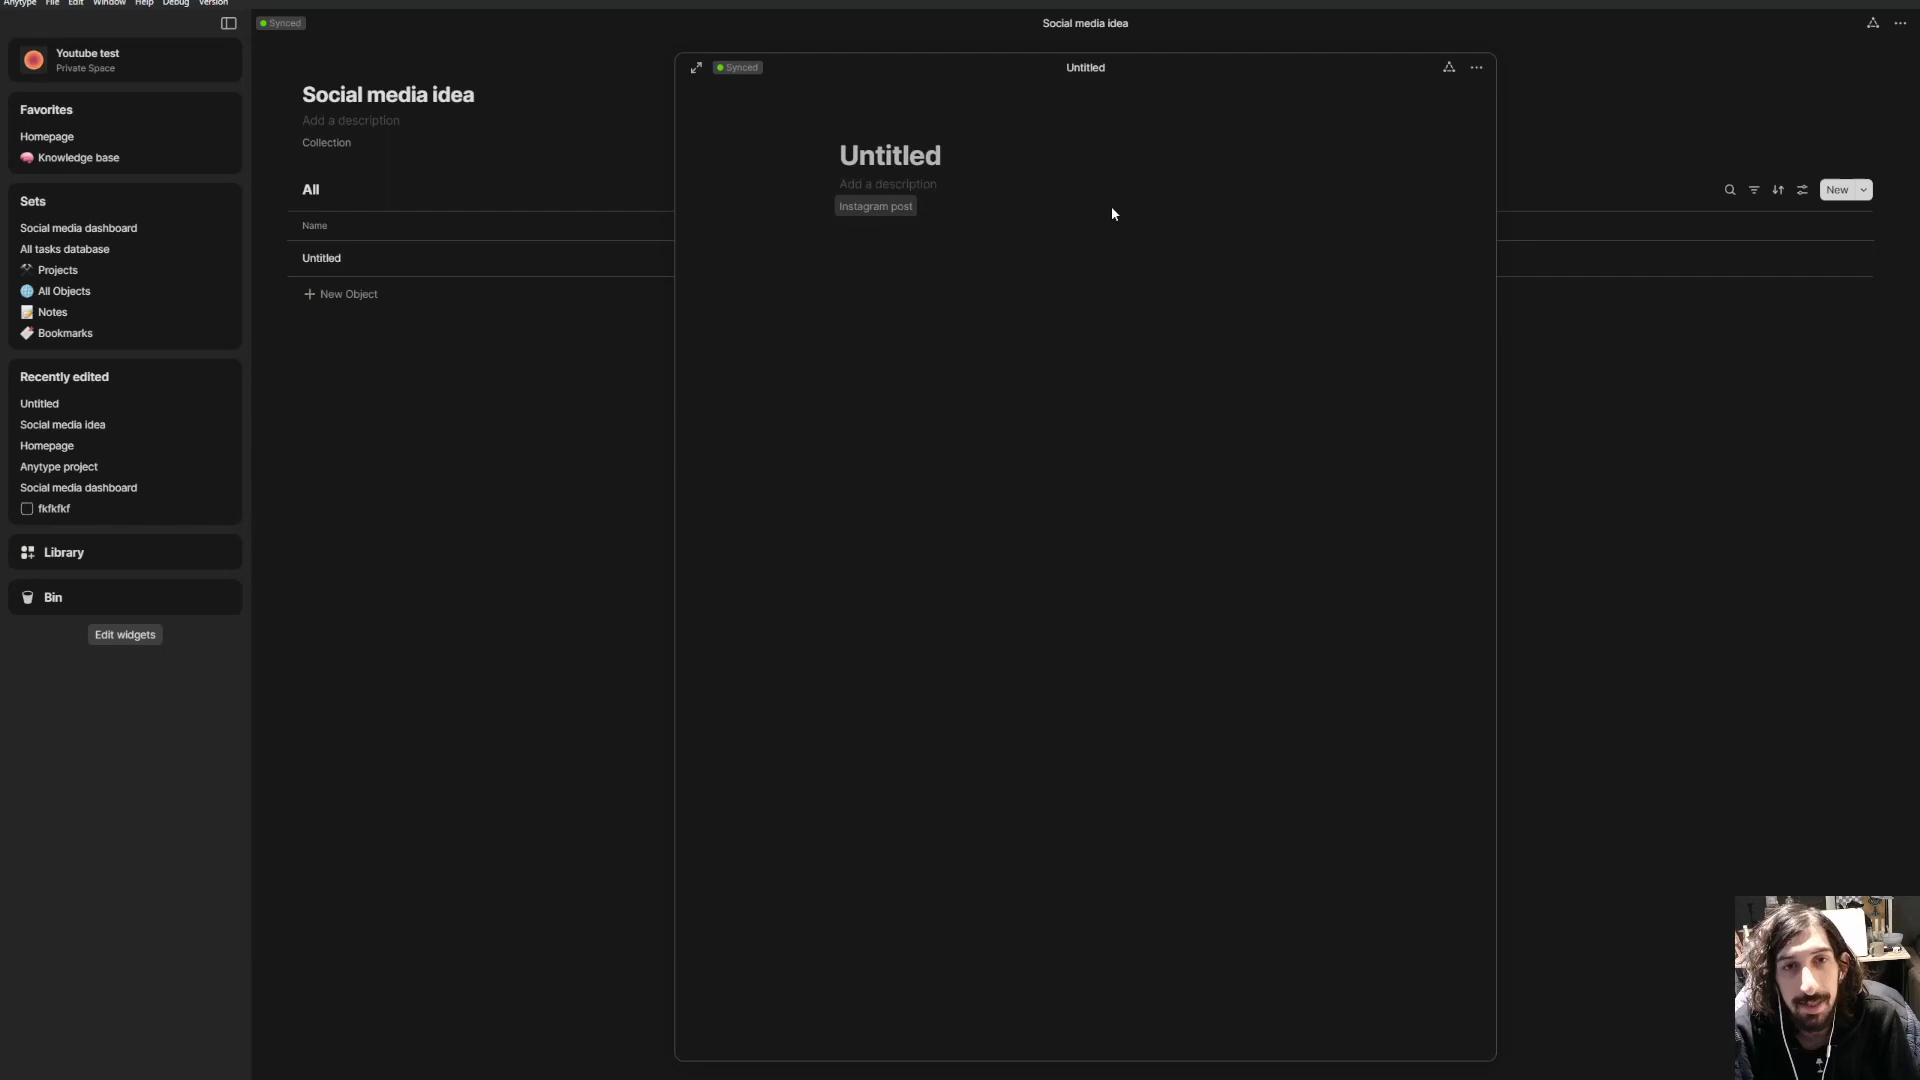 Anytype File Edit Window Help Debug Version
Synced
Social media idea
Youtube test
Private Space
Favorites
Homepage
Knowledge base
Sets
Social media dashboard
All tasks database
Projects
All Objects
Notes
Bookmarks
Recently edited
Untitled
Social media idea
Homepage
Anytype project
Social media dashboard
fkfkfkf
Library
Bin
Edit widgets
Social media idea
Add a description
Collection
All
New
Name
Untitled
New Object
Synced
Untitled
Untitled
Add a description
Instagram post